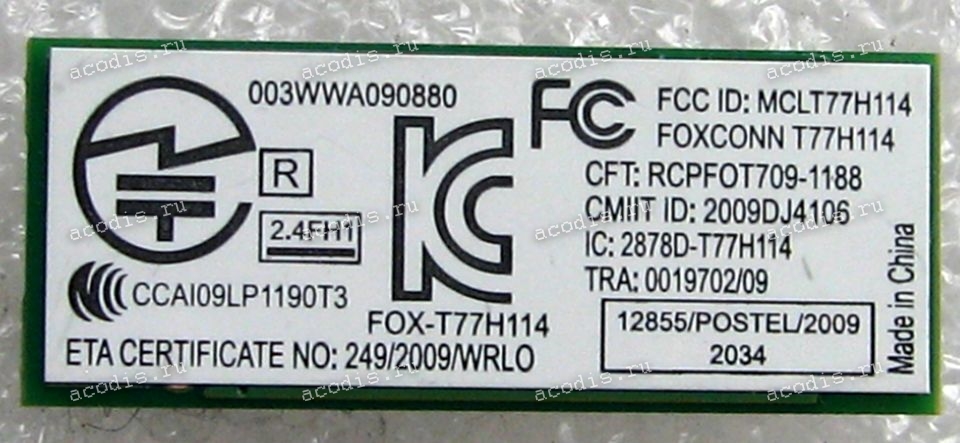 003WWA090880
R
2.4FH1
CCAI09LP1190T3
FOX-T77H114
ETA CERTIFICATE NO: 249/2009/WRLO
FCC ID: MCLT77H114
FOXCONN T77H114
CFT: RCPFOT709-1188
CMIIT ID: 2009DJ4106
IC: 2878D-T77H114
TRA: 0019702/09
12855/POSTEL/2009
2034
Made in China
acodis.ru